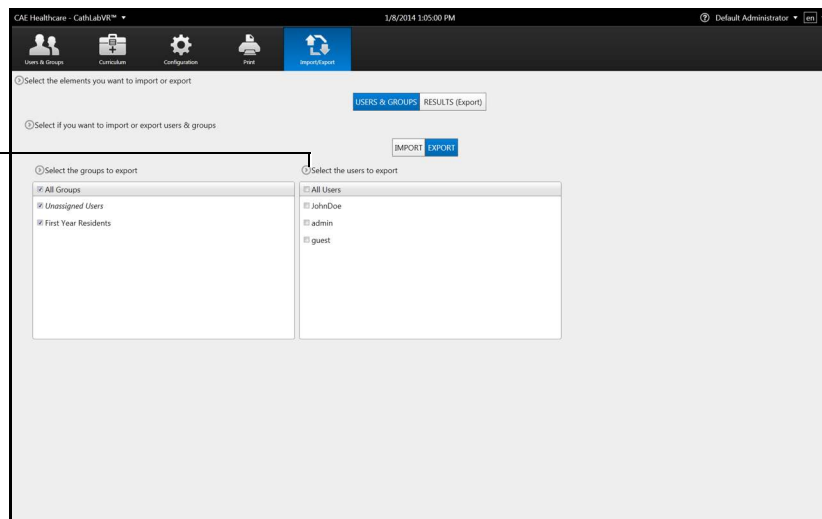 CAE Healthcare - CathLabVR™ 1/8/2014 1:05:00 PM Default Administrator en
Users & Groups Curriculum Configuration Print Import/Export
Select the elements you want to import or export
USERS & GROUPS RESULTS (Export)
Select if you want to import or export users & groups
IMPORT EXPORT
Select the groups to export
All Groups
Unassigned Users
First Year Residents
Select the users to export
All Users
JohnDoe
admin
guest